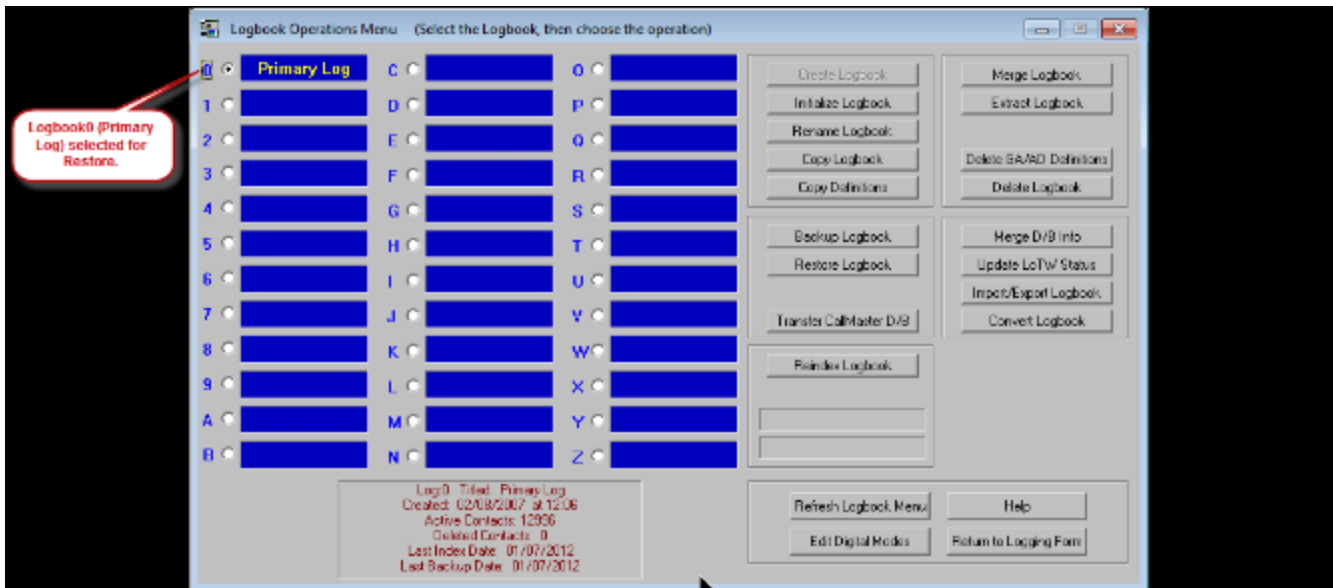 Logbook Operations Menu (Select the Logbook, then choose the operation)
0 Primary Log C O
1 D P
2 E Q
3 F R
4 G S
5 H T
6 I U
7 J V
8 K W
9 L X
A M Y
B N Z
Logbook0 (Primary
Log) selected for
Restore.
Create Logbook
Initialize Logbook
Rename Logbook
Copy Logbook
Copy Definitions
Merge Logbook
Extract Logbook
Delete GA/AD Definitions
Delete Logbook
Backup Logbook
Restore Logbook
Transfer CallMaster D/B
Merge D/B Info
Update LoTW Status
Import/Export Logbook
Convert Logbook
Reindex Logbook
Log:0 Titled: Primary Log
Created: 02/08/2007 at 12:06
Active Contacts: 12996
Deleted Contacts: 0
Last Index Date: 01/07/2012
Last Backup Date: 01/07/2012
Refresh Logbook Menu
Help
Edit Digital Modes
Return to Logging Form